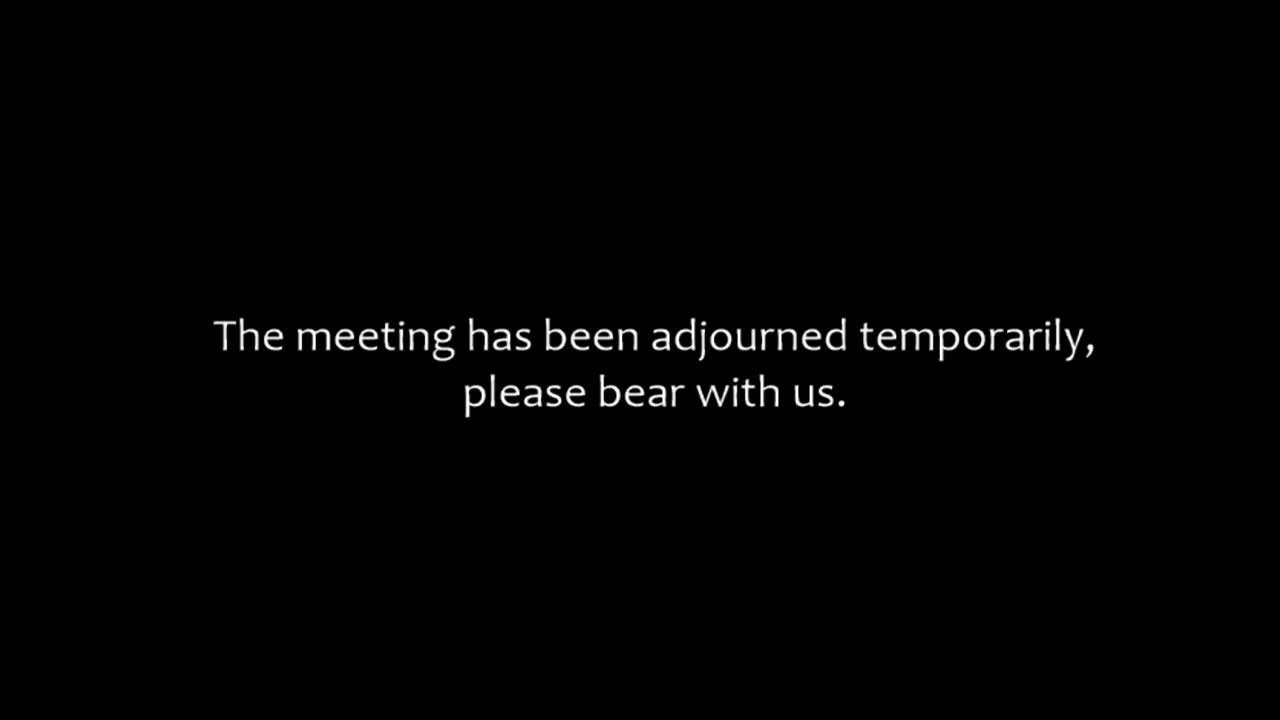 The meeting has been adjourned temporarily,
please bear with us.